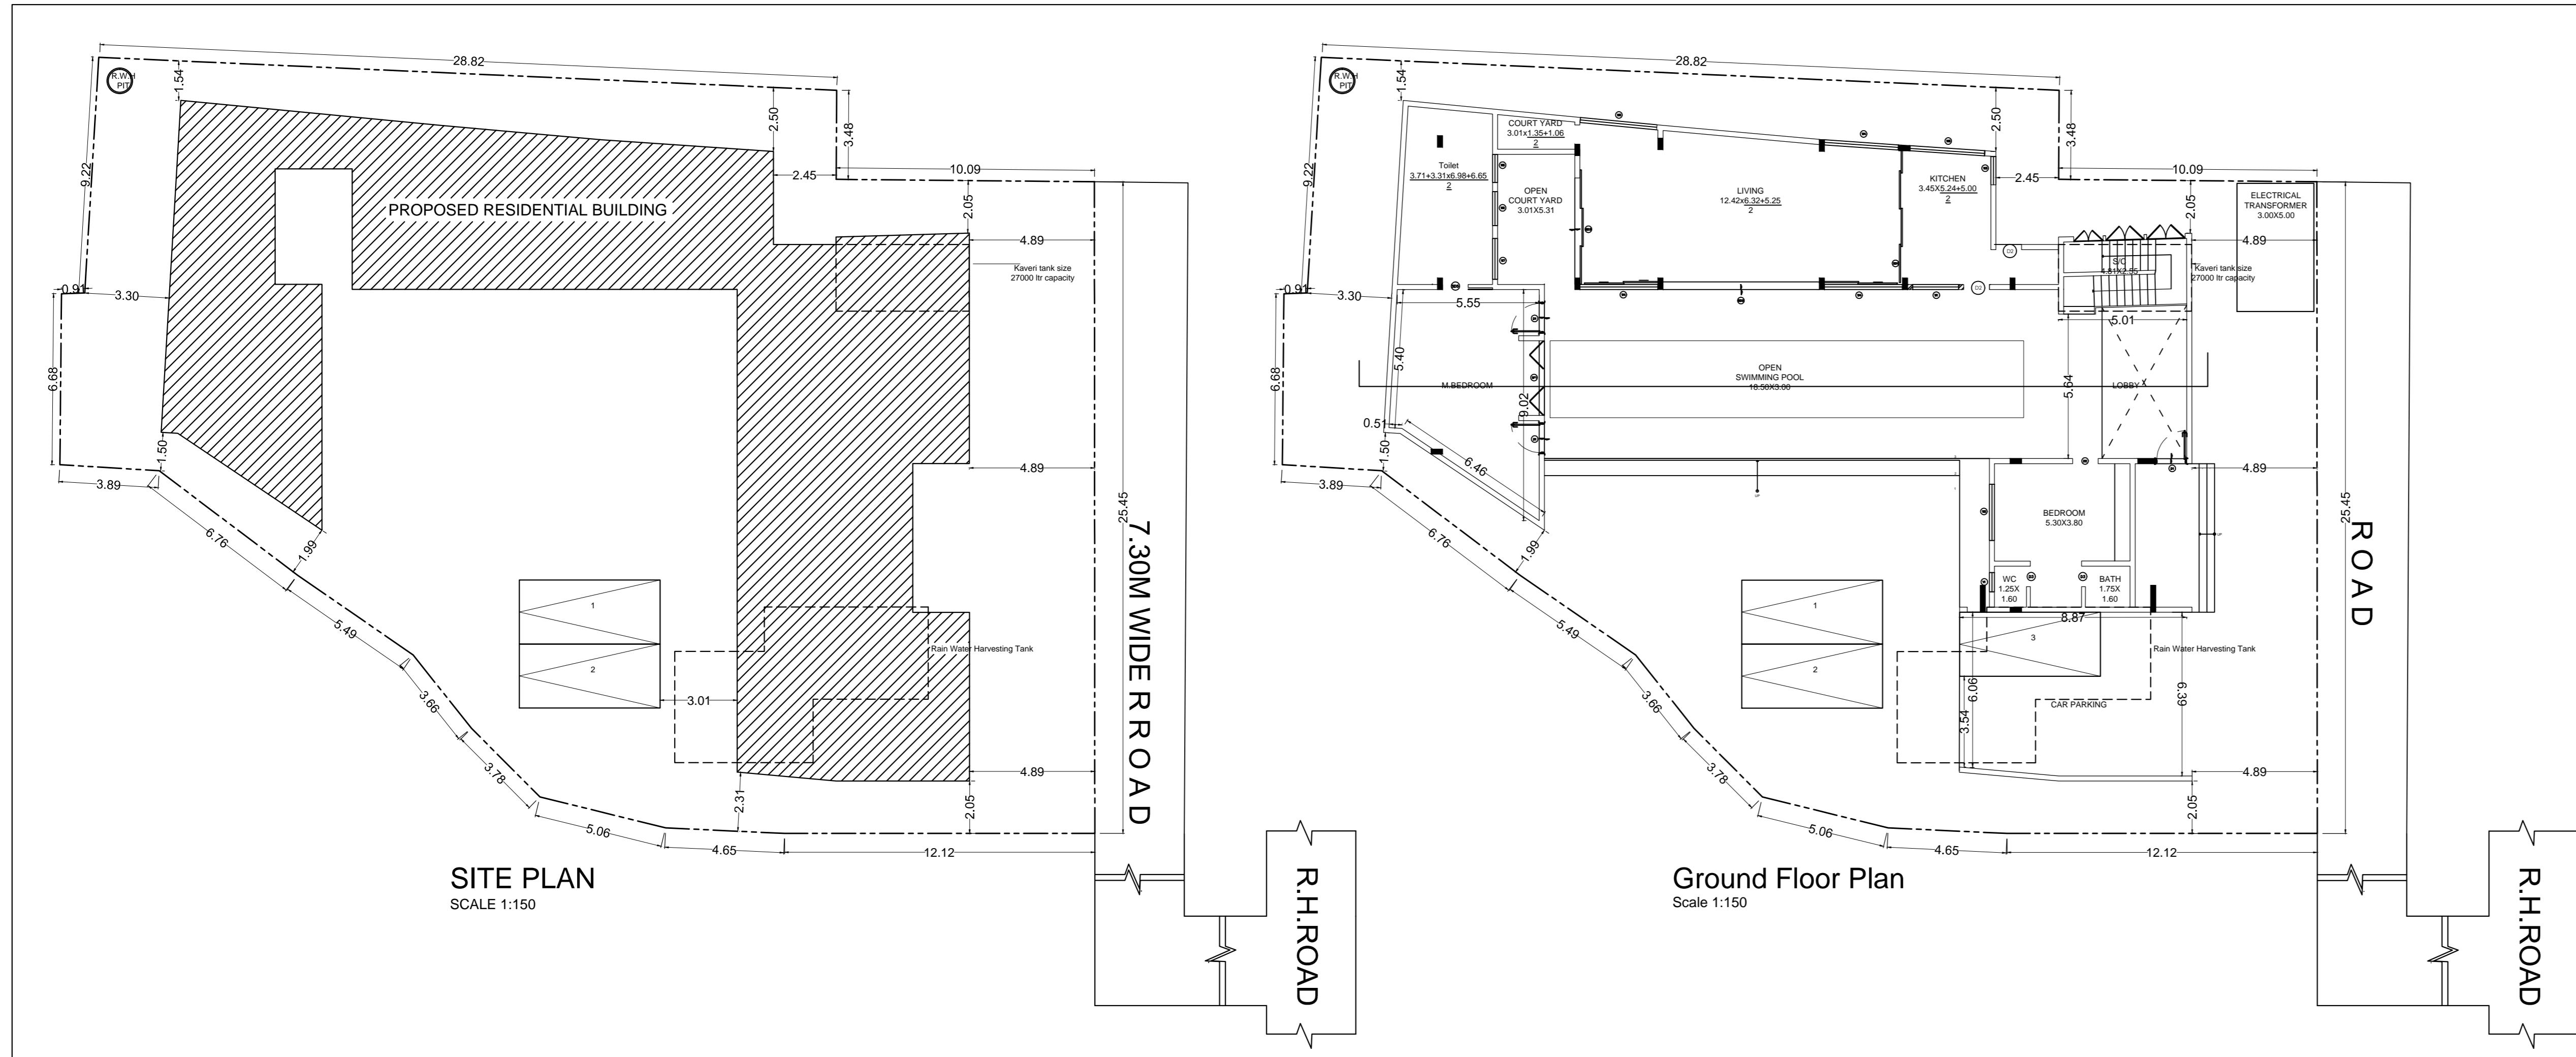 28.82
R.W.H
PIT
1.54
9.22
2.50
3.48
10.09
2.45
2.05
PROPOSED RESIDENTIAL BUILDING
4.89
Kaveri tank size
27000 ltr capacity
0.91
3.30
6.68
1.50
3.89
4.89
25.45
6.76
1.99
7.30M WIDE R ROAD
5.49
1
2
Rain Water Harvesting Tank
3.66
3.01
3.78
4.89
2.31
2.05
5.06
4.65
12.12
SITE PLAN
SCALE 1:150
R.H.ROAD
28.82
R.W.H
PIT
1.54
9.22
2.50
3.48
10.09
2.45
2.05
COURT YARD
3.01x1.35+1.06
2
Toilet
3.71+3.31x6.98+6.65
2
OPEN
COURT YARD
3.01X5.31
LIVING
12.42x6.32+5.25
2
KITCHEN
3.45X5.24+5.00
2
ELECTRICAL
TRANSFORMER
3.00X5.00
4.89
D2
S/C
4.81X2.55
Kaveri tank size
27000 ltr capacity
D2
0.91
3.30
5.55
5.01
5.40
6.68
M.BEDROOM
9.02
OPEN
SWIMMING POOL
18.50X3.00
5.64
LOBBY
0.51
1.50
6.46
3.89
4.89
25.45
6.76
1.99
BEDROOM
5.30X3.80
ROAD
WC
1.25X
1.60
BATH
1.75X
1.60
5.49
1
2
3
8.87
Rain Water Harvesting Tank
3.66
6.06
3.54
6.39
CAR PARKING
3.78
4.89
2.05
5.06
4.65
12.12
Ground Floor Plan
Scale 1:150
R.H.ROAD